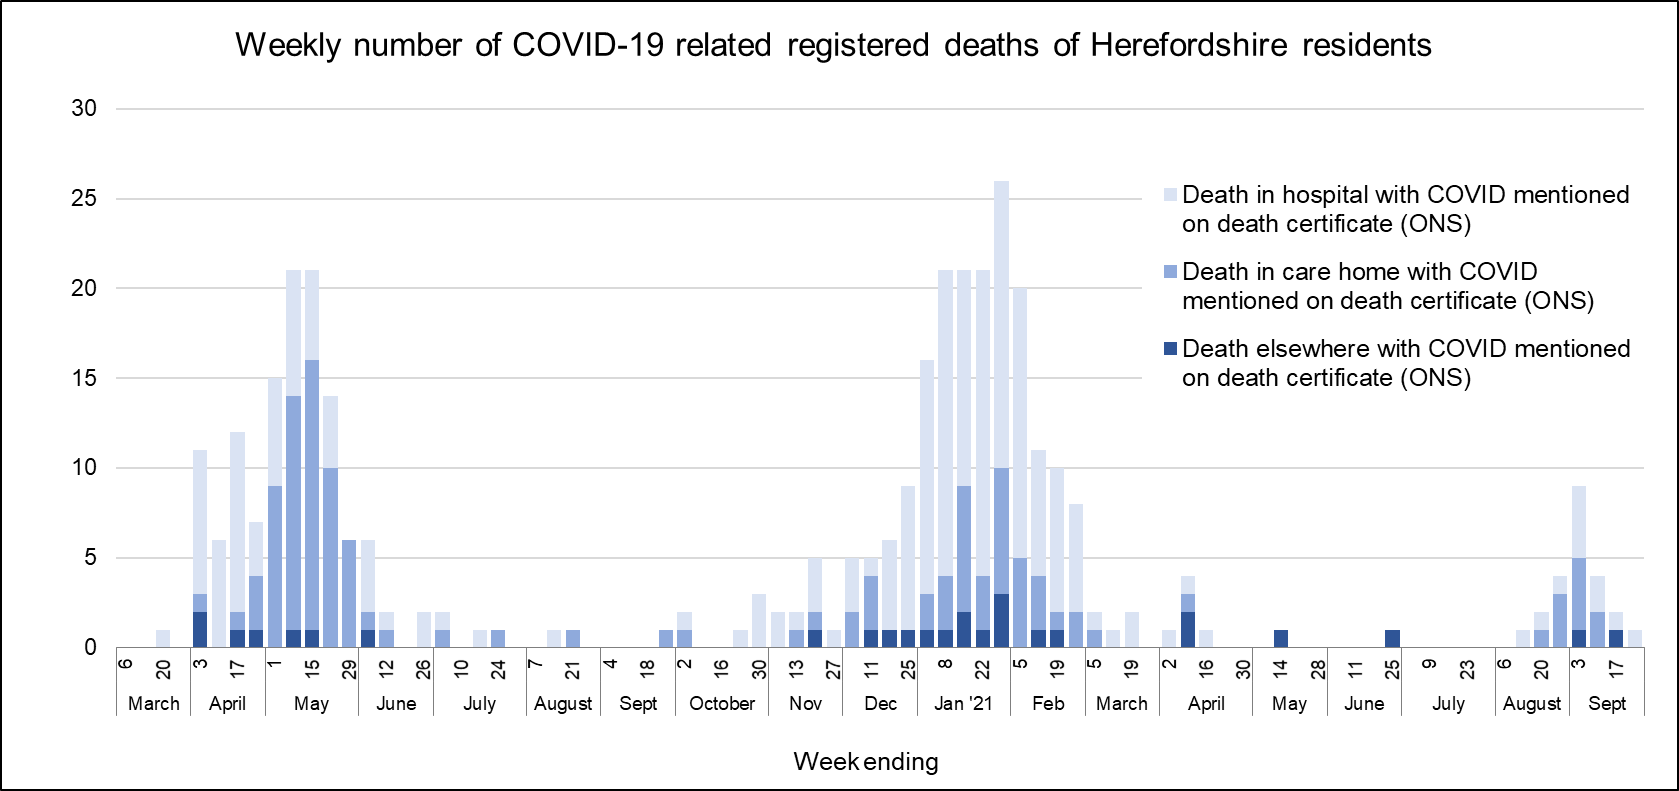 Weekly number of COVID-19 related registered deaths of Herefordshire residents
30
25
20
15
10
5
0
Death in hospital with COVID mentioned
on death certificate (ONS)
Death in care home with COVID
mentioned on death certificate (ONS)
Death elsewhere with COVID mentioned
on death certificate (ONS)
6 20 3 17 1 15 29 12 26 10 24 7 21 4 18 2 16 30 13 27 11 25 8 22 5 19 5 19 2 16 30 14 28 11 25 9 23 6 20 3 17
March April May June July August Sept October Nov Dec Jan '21 Feb March April May June July August Sept
Week ending